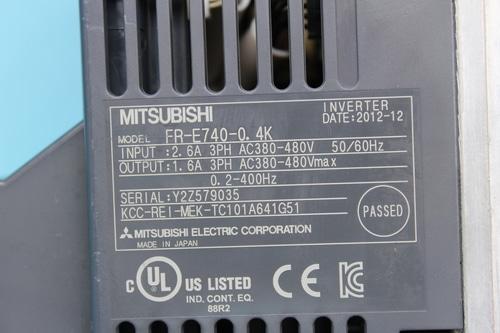 MITSUBISHI
INVERTER
MODEL FR-E740-0.4K
DATE:2012-12
INPUT :2.6A 3PH AC380-480V 50/60Hz
OUTPUT:1.6A 3PH AC380-480Vmax
0.2-400Hz
SERIAL:Y2Z579035
KCC-REI-MEK-TC101A641G51
PASSED
MITSUBISHI ELECTRIC CORPORATION
MADE IN JAPAN
C UL US LISTED
IND. CONT. EQ.
88R2
CE